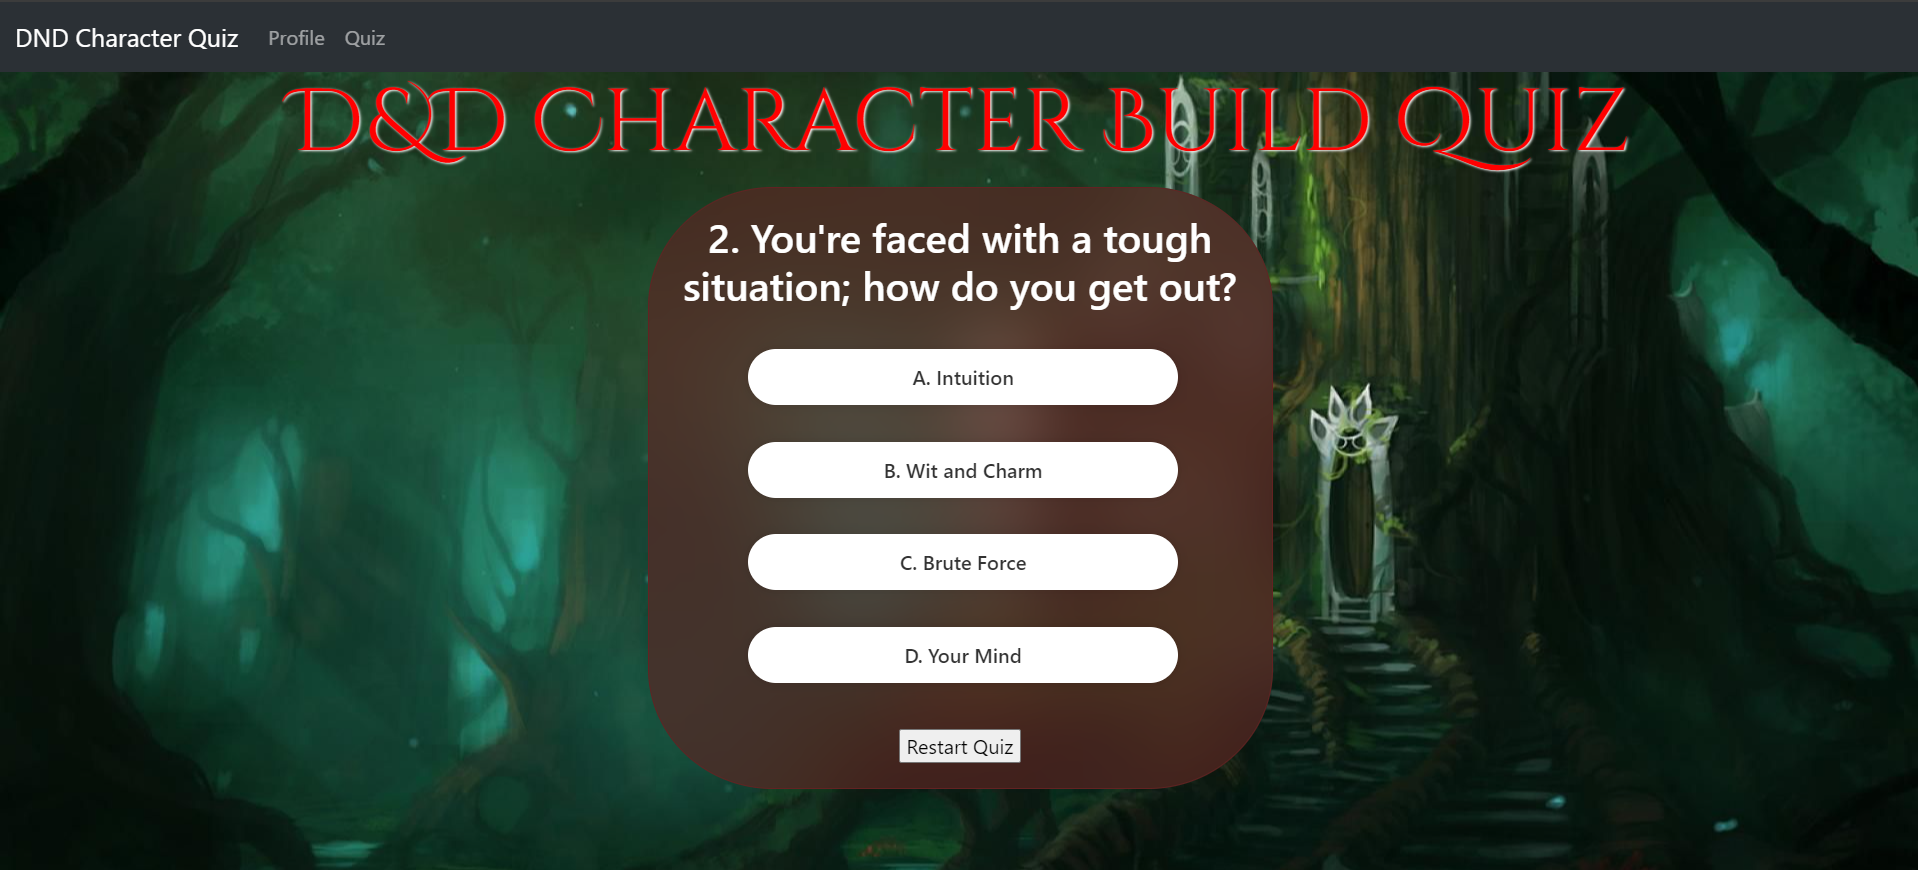 DND Character Quiz Profile Quiz
D&D Character Build Quiz
2. You're faced with a tough
situation; how do you get out?
A. Intuition
B. Wit and Charm
C. Brute Force
D. Your Mind
Restart Quiz